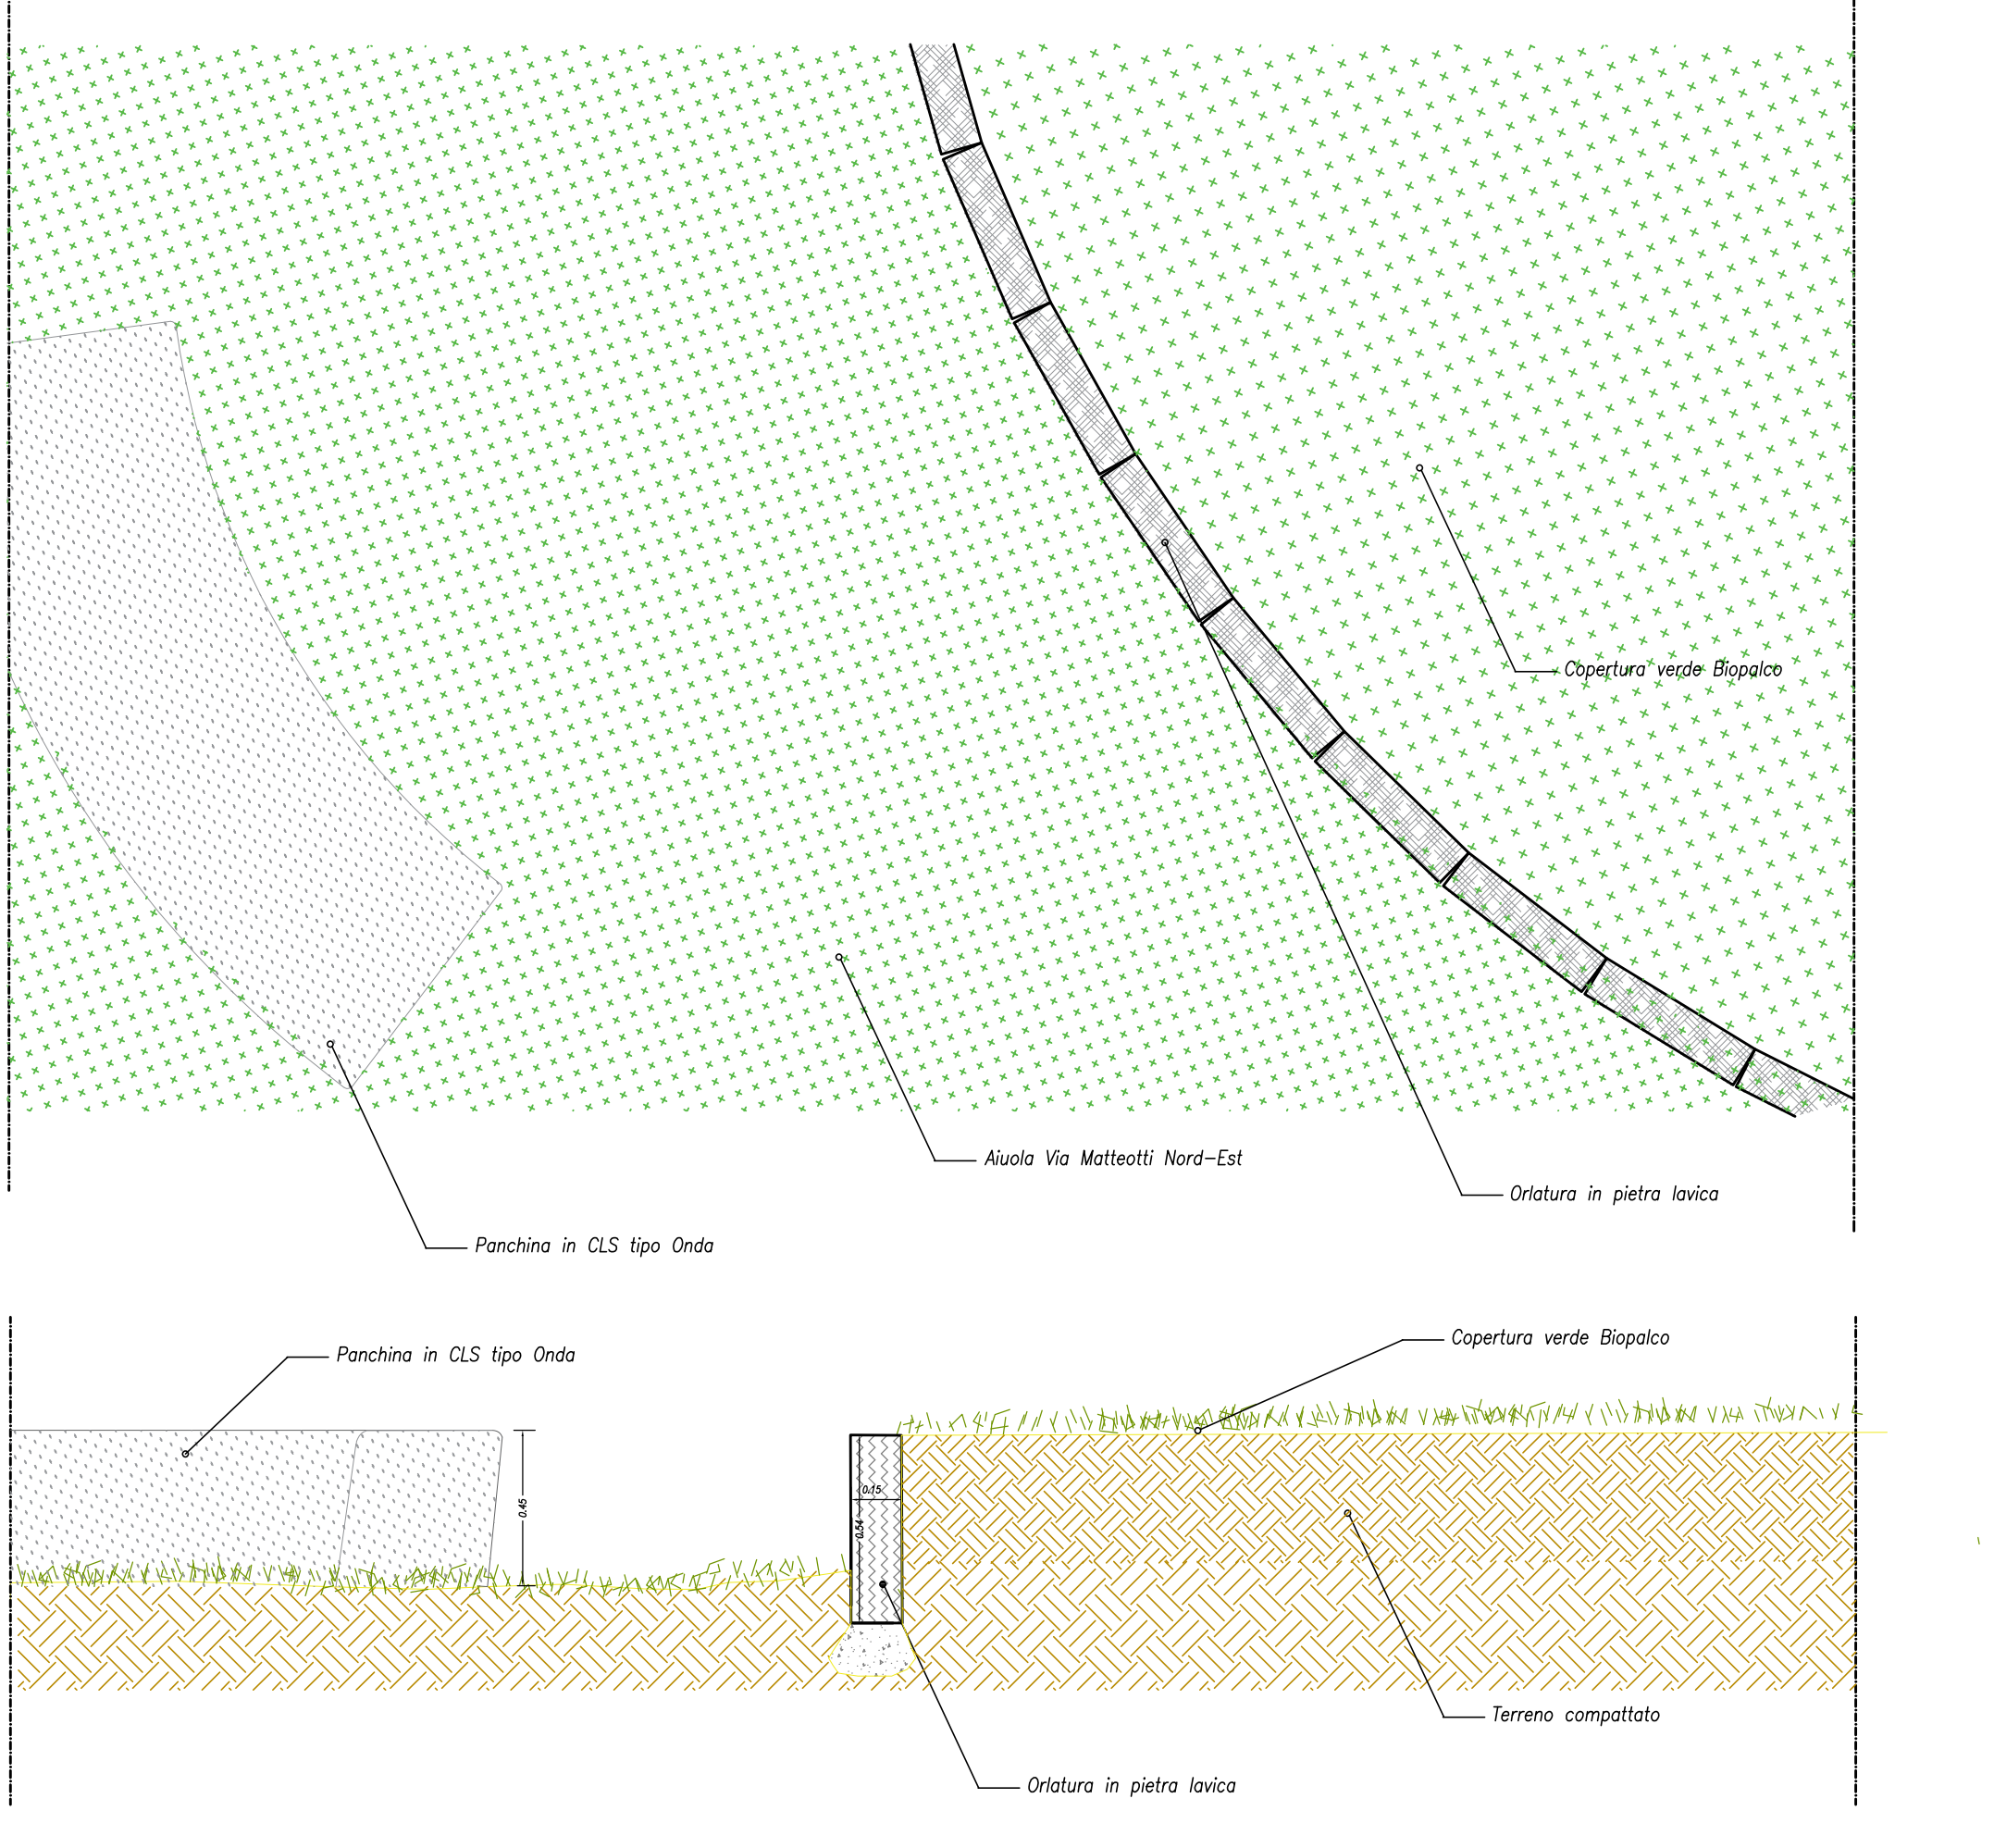 Copertura verde Biopalco
Aiuola Via Matteotti Nord-Est
Orlatura in pietra lavica
Panchina in CLS tipo Onda
Copertura verde Biopalco
Panchina in CLS tipo Onda
0.15
0.45
0.54
Terreno compattato
Orlatura in pietra lavica